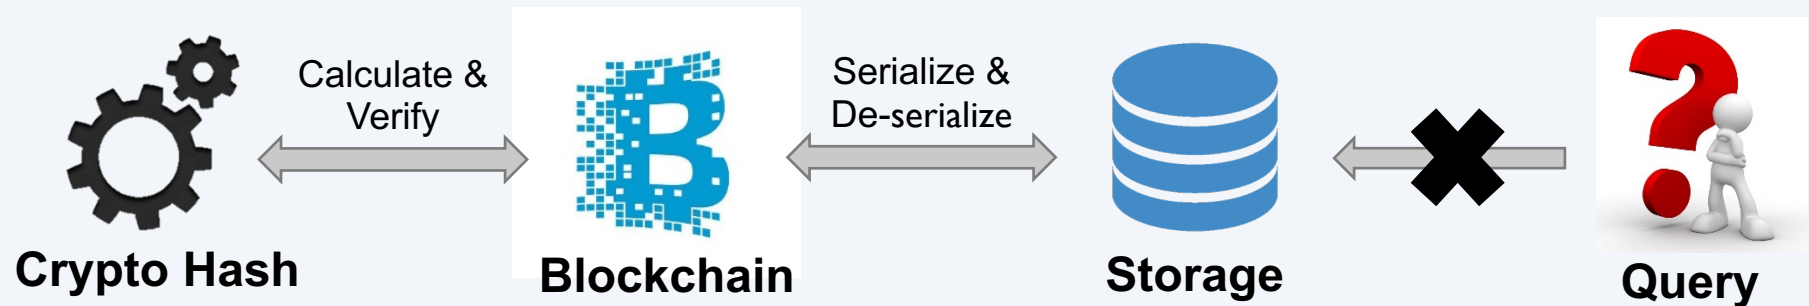 Calculate &
Verify
Serialize &
De-serialize
Crypto Hash
Blockchain
Storage
Query